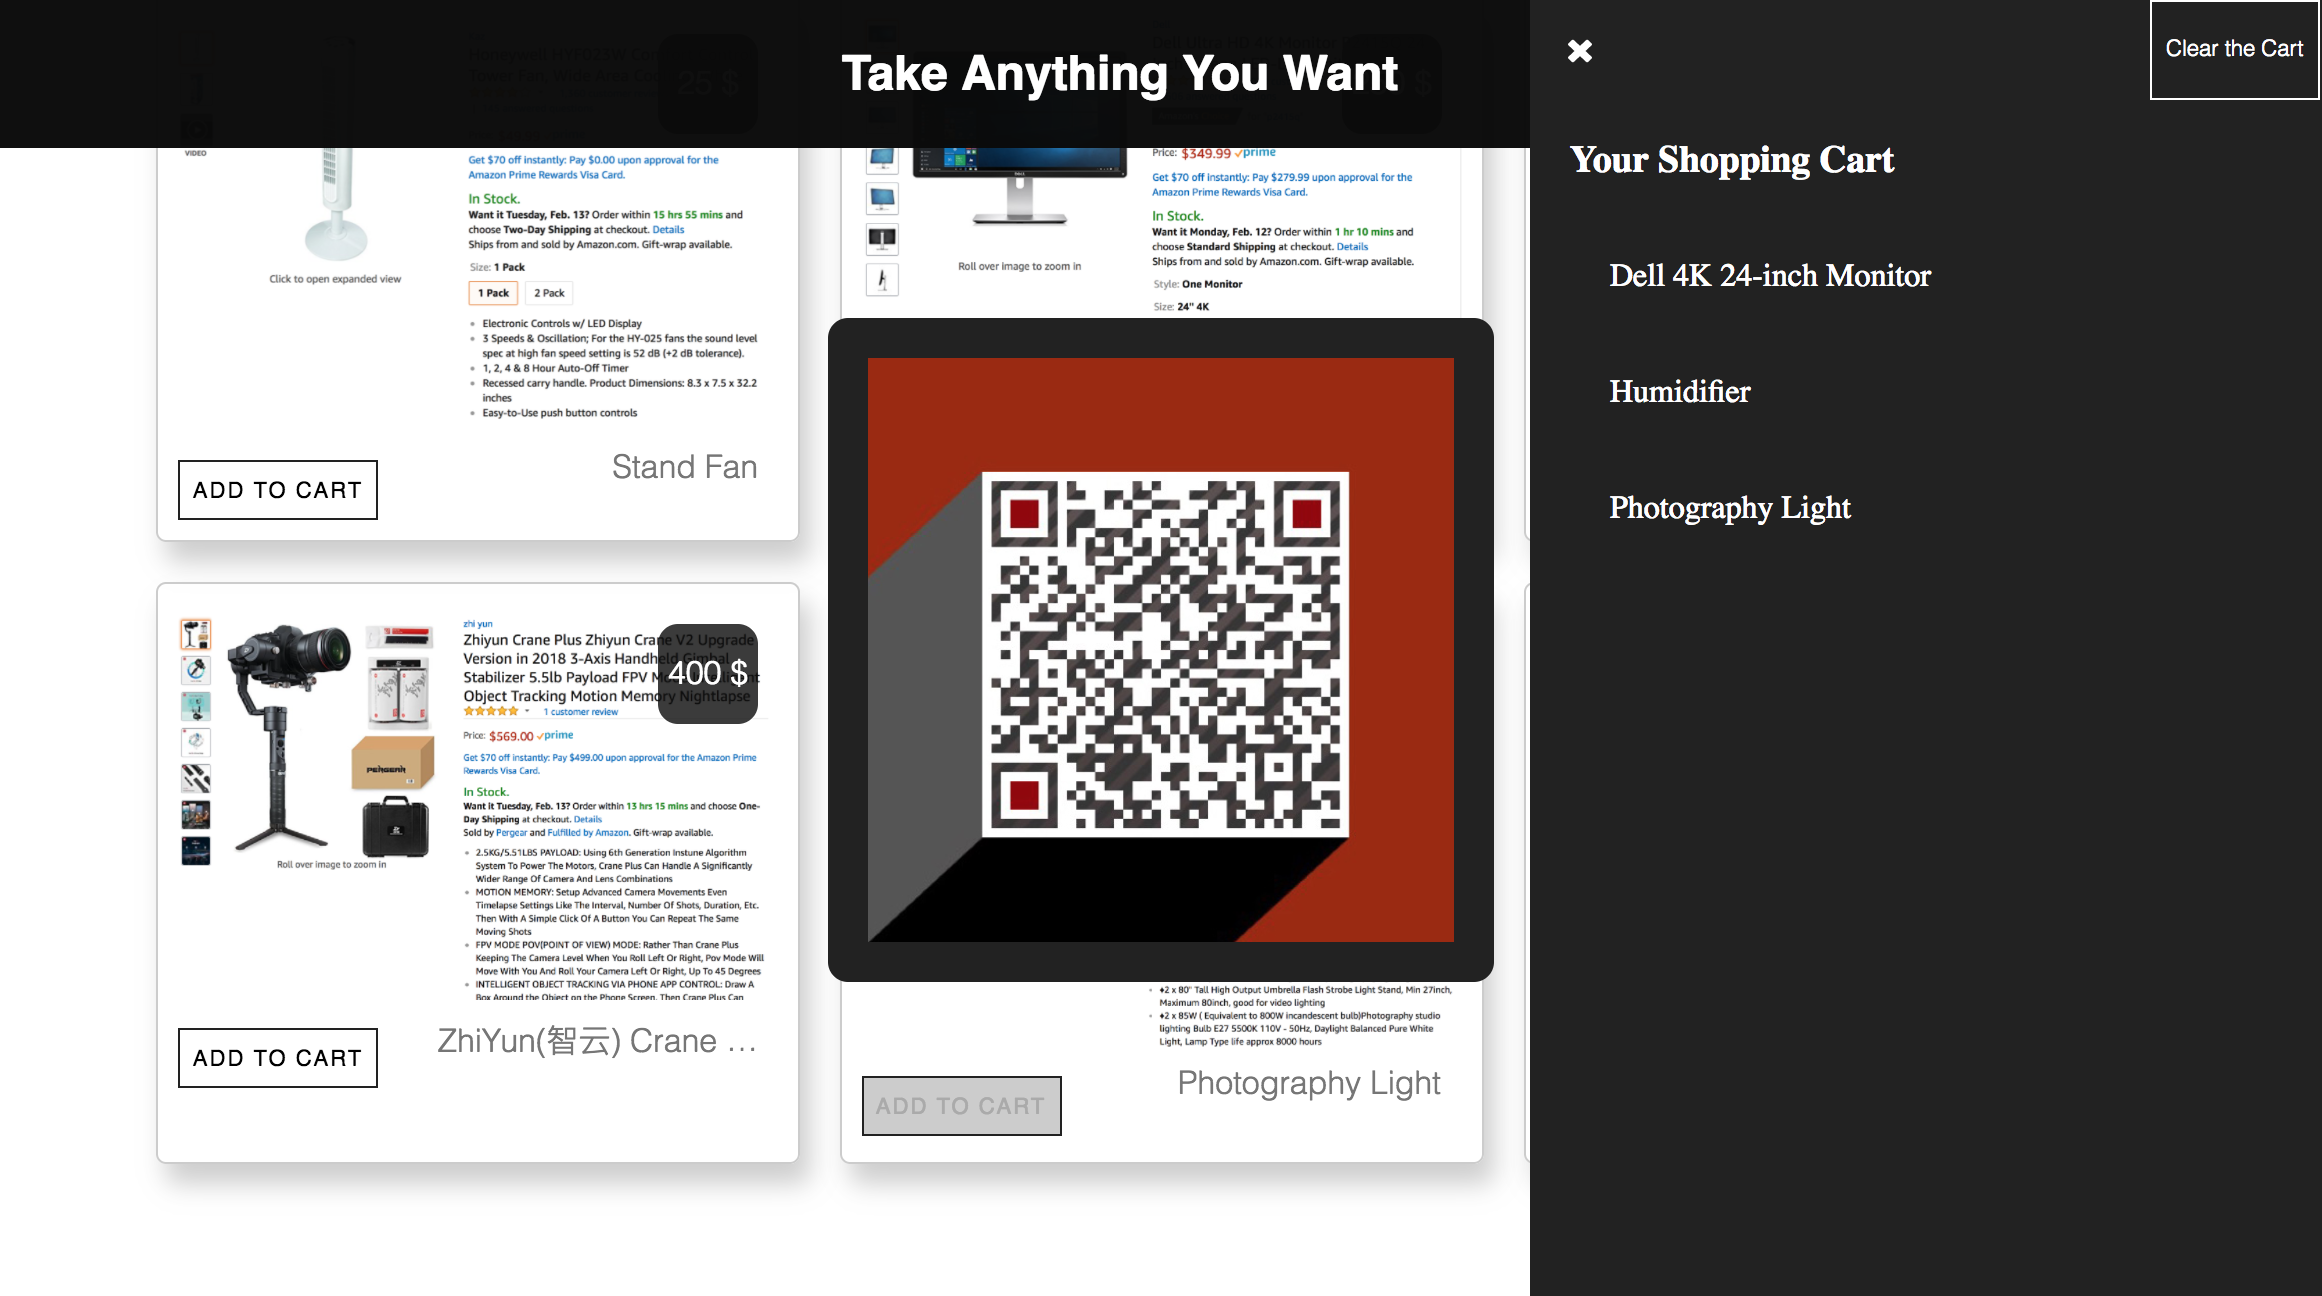 Take Anything You Want
25 $
VIDEO
Get $70 off instantly: Pay $0.00 upon approval for the
Amazon Prime Rewards Visa Card.
In Stock.
Want it Tuesday, Feb. 13? Order within 15 hrs 55 mins and
choose Two-Day Shipping at checkout. Details
Ships from and sold by Amazon.com. Gift-wrap available.
Size: 1 Pack
1 Pack
2 Pack
Click to open expanded view
• Electronic Controls w/ LED Display
• 3 Speeds & Oscillation; For the HY-025 fans the sound level
spec at high fan speed setting is 52 dB (+2 dB tolerance).
• 1, 2, 4 & 8 Hour Auto-Off Timer
• Recessed carry handle. Product Dimensions: 8.3 x 7.5 x 32.2
inches
• Easy-to-Use push button controls
ADD TO CART
Stand Fan
Price: $349.99 prime
Get $70 off instantly: Pay $279.99 upon approval for the
Amazon Prime Rewards Visa Card.
In Stock.
Want it Monday, Feb. 12? Order within 1 hr 10 mins and
choose Standard Shipping at checkout. Details
Ships from and sold by Amazon.com. Gift-wrap available.
Style: One Monitor
Size: 24" 4K
DELL
Roll over image to zoom in
zhi yun
Zhiyun Crane Plus Zhiyun Crane V2 Upgrade
Version in 2018 3-Axis Handheld Gimbal
Stabilizer 5.5lb Payload FPV
Object Tracking Motion Memory Nightlapse
400 $
1 customer review
Price: $569.00 prime
Get $70 off instantly: Pay $499.00 upon approval for the Amazon Prime
Rewards Visa Card.
In Stock.
Want it Tuesday, Feb. 13? Order within 13 hrs 15 mins and choose One-
Day Shipping at checkout. Details
Sold by Pergear and Fulfilled by Amazon. Gift-wrap available.
PERGEAR
Roll over image to zoom in
• 2.5KG/5.51LBS PAYLOAD: Using 6th Generation Instune Algorithm
System To Power The Motors, Crane Plus Can Handle A Significantly
Wider Range Of Camera And Lens Combinations
• MOTION MEMORY: Setup Advanced Camera Movements Even
Timelapse Settings Like The Interval, Number Of Shots, Duration, Etc.
Then With A Simple Click Of A Button You Can Repeat The Same
Moving Shots
• FPV MODE POV(POINT OF VIEW) MODE: Rather Than Crane Plus
Keeping The Camera Level When You Roll Left Or Right, Pov Mode Will
Move With You And Roll Your Camera Left Or Right, Up To 45 Degrees
• INTELLIGENT OBJECT TRACKING VIA PHONE APP CONTROL: Draw A
Box Around the Object on the Phone Screen, Then Crane Plus Can
ADD TO CART
ZhiYun(智云) Crane …
• ♦2 x 80" Tall High Output Umbrella Flash Strobe Light Stand, Min 27inch,
Maximum 80inch, good for video lighting
• ♦2 x 85W ( Equivalent to 800W incandescent bulb)Photography studio
lighting Bulb E27 5500K 110V - 50Hz, Daylight Balanced Pure White
Light, Lamp Type life approx 8000 hours
ADD TO CART
Photography Light
Clear the Cart
Your Shopping Cart
Dell 4K 24-inch Monitor
Humidifier
Photography Light